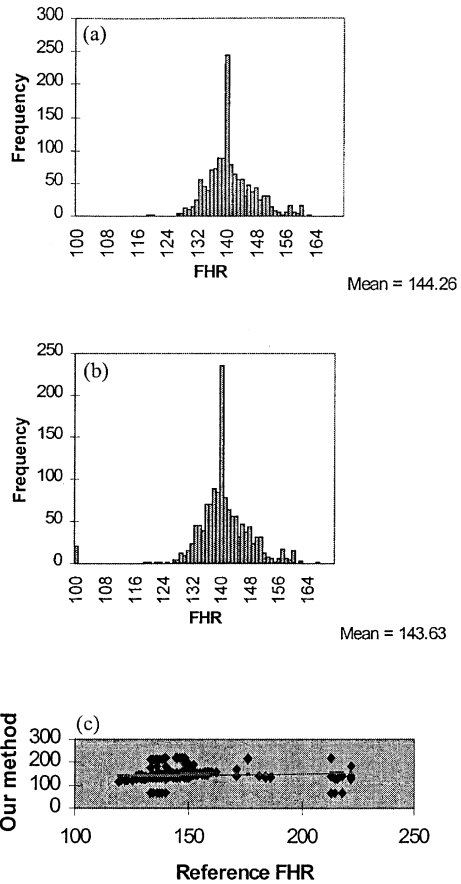 (a)
300
250
200
150
100
50
0
Frequency
100 108 116 124 132 140 148 156 164
FHR
Mean = 144.26
(b)
250
200
150
100
50
0
Frequency
100 108 116 124 132 140 148 156 164
FHR
Mean = 143.63
(c)
300
200
100
0
Our method
100 150 200 250
Reference FHR